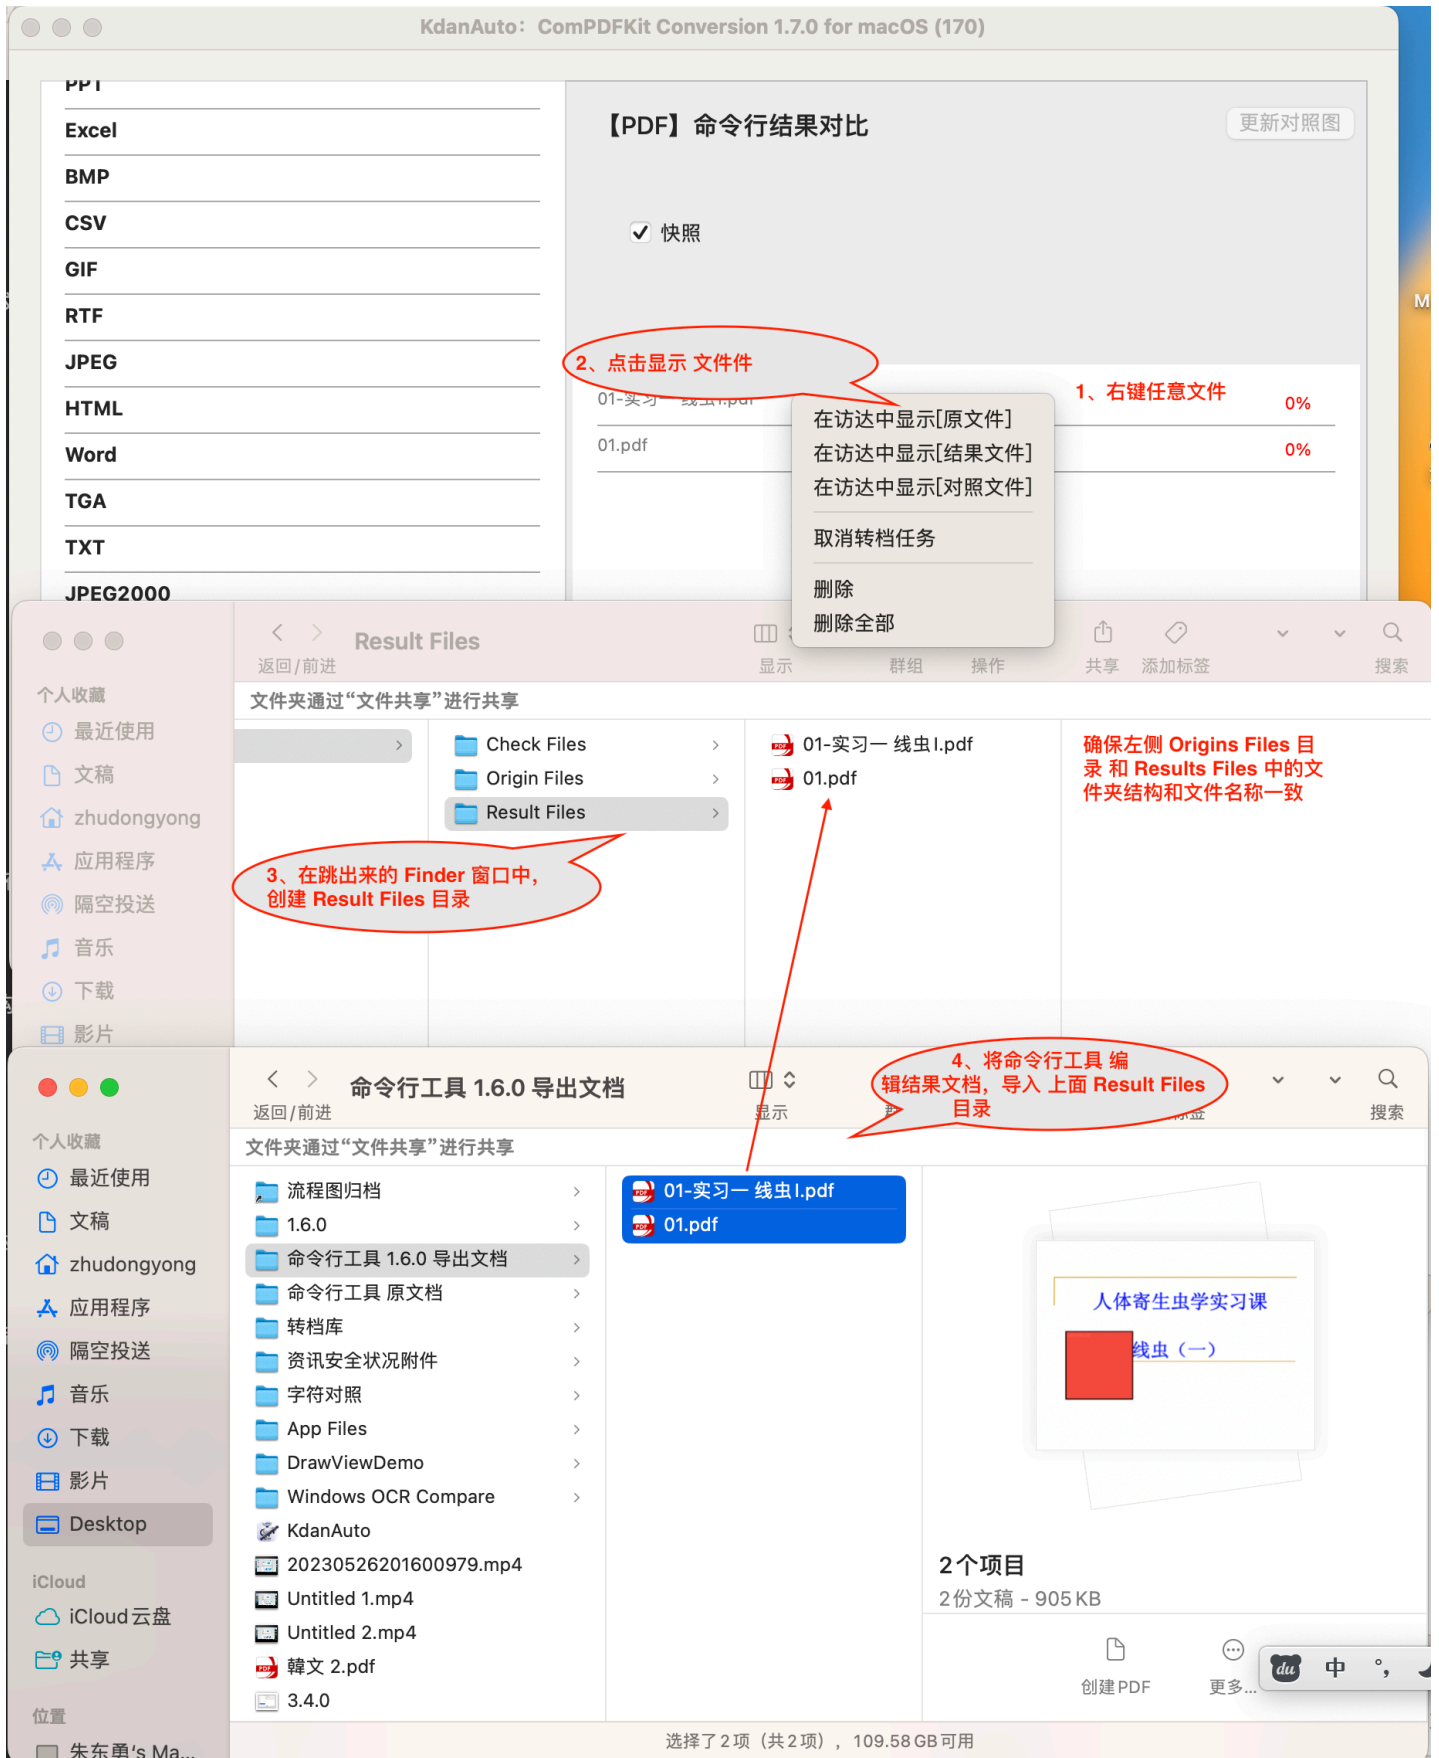 KdanAuto：ComPDFKit Conversion 1.7.0 for macOS (170)
PPT
Excel
BMP
CSV
GIF
RTF
JPEG
HTML
Word
TGA
TXT
JPEG2000
【PDF】命令行结果对比
更新对照图
快照
2、点击显示 文件件
1、右键任意文件
01-实习一 线虫I.pdf
0%
01.pdf
0%
在访达中显示[原文件]
在访达中显示[结果文件]
在访达中显示[对照文件]
取消转档任务
删除
删除全部
Result Files
返回/前进
显示
群组
操作
共享
添加标签
搜索
文件夹通过“文件共享”进行共享
个人收藏
最近使用
文稿
zhudongyong
应用程序
隔空投送
音乐
下载
影片
Check Files
Origin Files
Result Files
01-实习一 线虫I.pdf
01.pdf
确保左侧 Origins Files 目
录 和 Results Files 中的文
件夹结构和文件名称一致
3、在跳出来的 Finder 窗口中，
创建 Result Files 目录
4、将命令行工具 编
辑结果文档，导入 上面 Result Files
目录
命令行工具 1.6.0 导出文档
返回/前进
显示
搜索
文件夹通过“文件共享”进行共享
个人收藏
最近使用
文稿
zhudongyong
应用程序
隔空投送
音乐
下载
影片
Desktop
iCloud
iCloud云盘
共享
位置
朱东勇's Ma...
流程图归档
1.6.0
命令行工具 1.6.0 导出文档
命令行工具 原文档
转档库
资讯安全状况附件
字符对照
App Files
DrawViewDemo
Windows OCR Compare
KdanAuto
20230526201600979.mp4
Untitled 1.mp4
Untitled 2.mp4
韓文 2.pdf
3.4.0
01-实习一 线虫I.pdf
01.pdf
人体寄生虫学实习课
线虫（一）
2个项目
2份文稿 - 905 KB
创建PDF
更多...
du 中 °,
选择了2项（共2项），109.58 GB可用